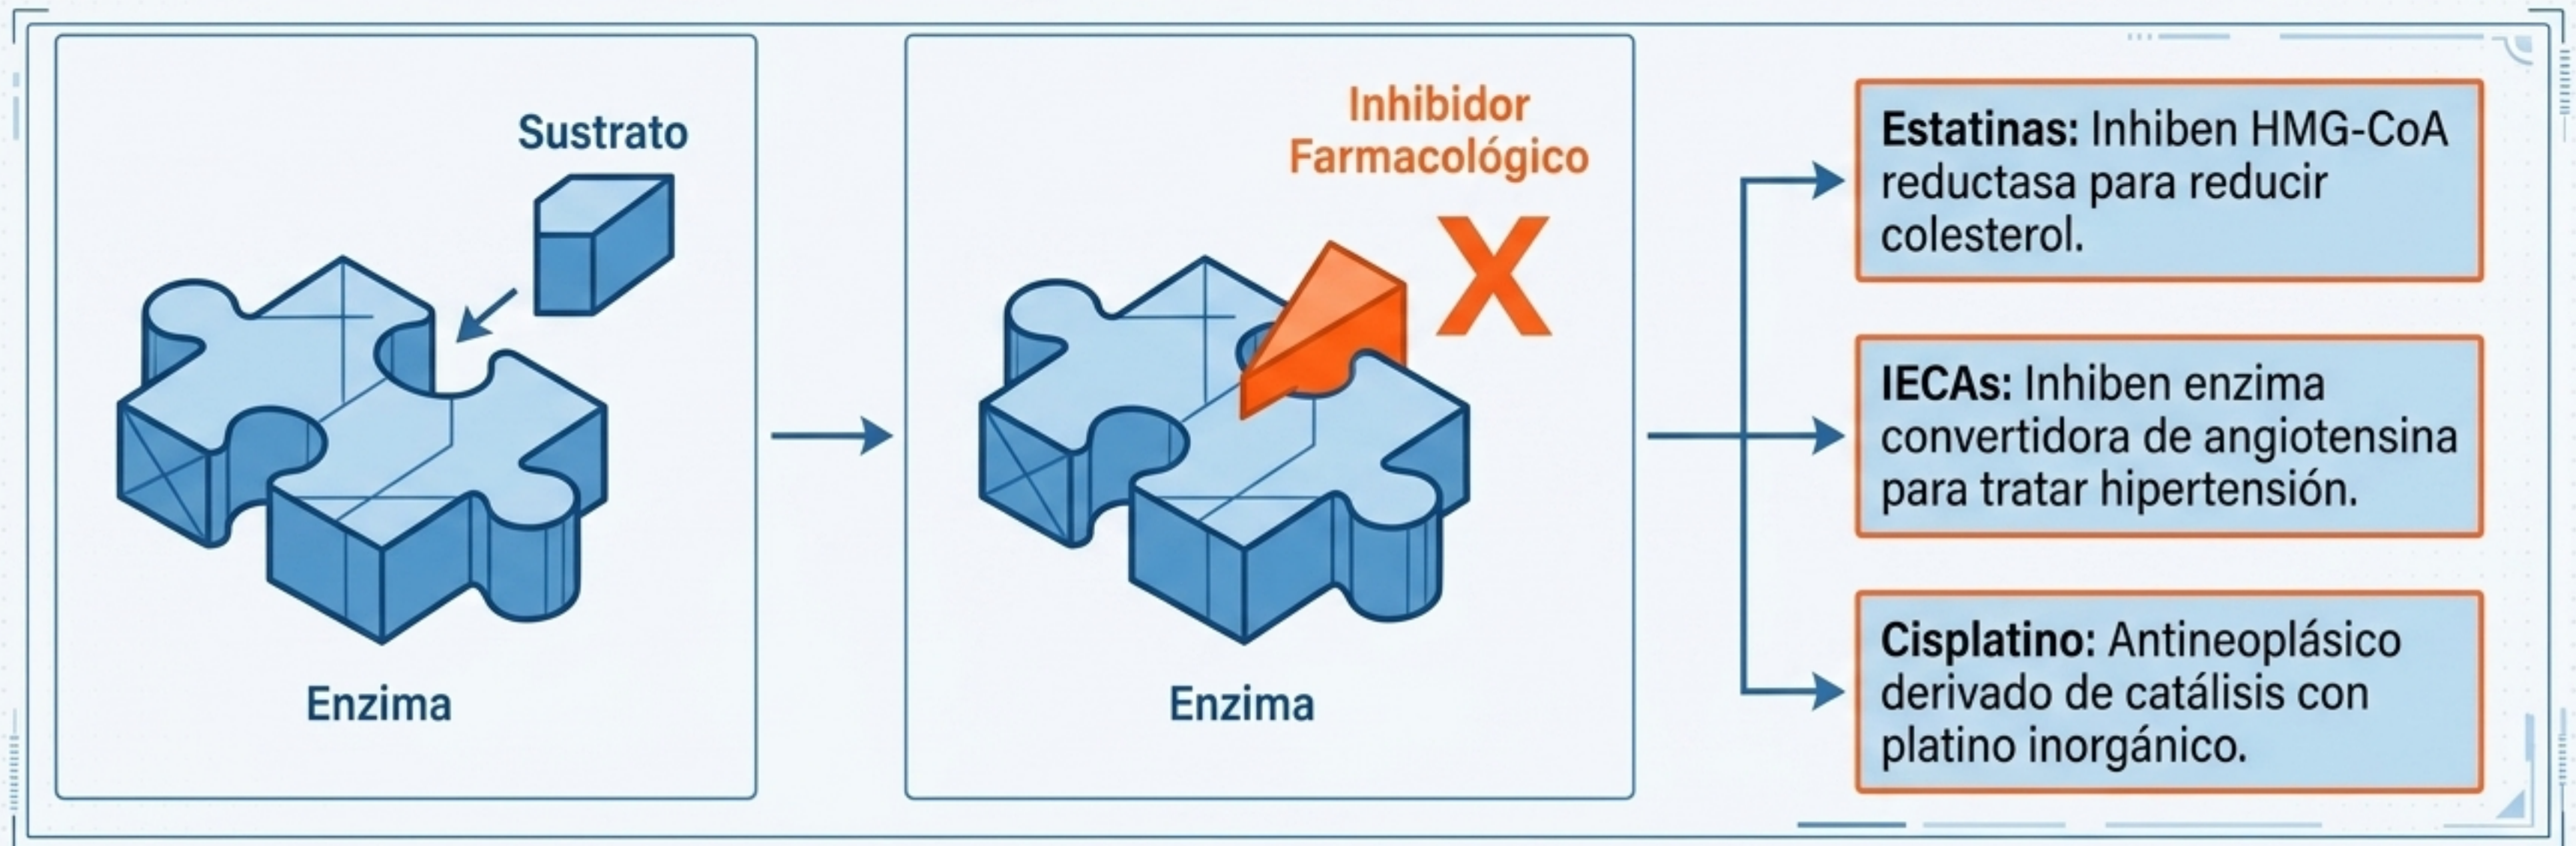 Sustrato
Enzima
Inhibidor
Farmacológico
X
Enzima
Estatinas: Inhiben HMG-CoA
reductasa para reducir
colesterol.
IECAs: Inhiben enzima
convertidora de angiotensina
para tratar hipertensión.
Cisplatino: Antineoplásico
derivado de catálisis con
platino inorgánico.